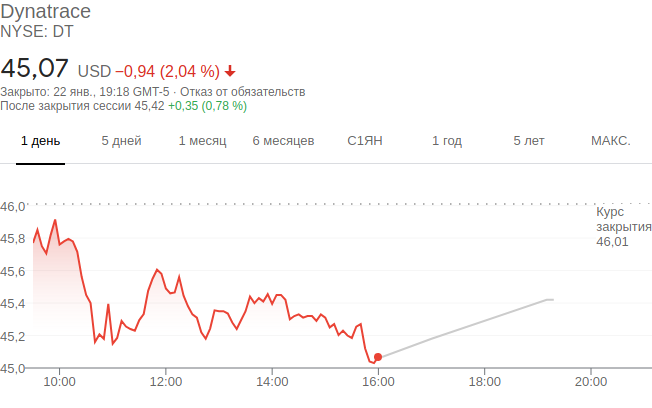 Dynatrace
NYSE: DT
45,07 USD −0,94 (2,04 %)
Закрыто: 22 янв., 19:18 GMT-5 · Отказ от обязательств
После закрытия сессии 45,42 +0,35 (0,78 %)
1 день 5 дней 1 месяц 6 месяцев С1ЯН 1 год 5 лет МАКС.
46,0
Курс
закрытия
46,01
45,8
45,6
45,4
45,2
45,0
10:00 12:00 14:00 16:00 18:00 20:00